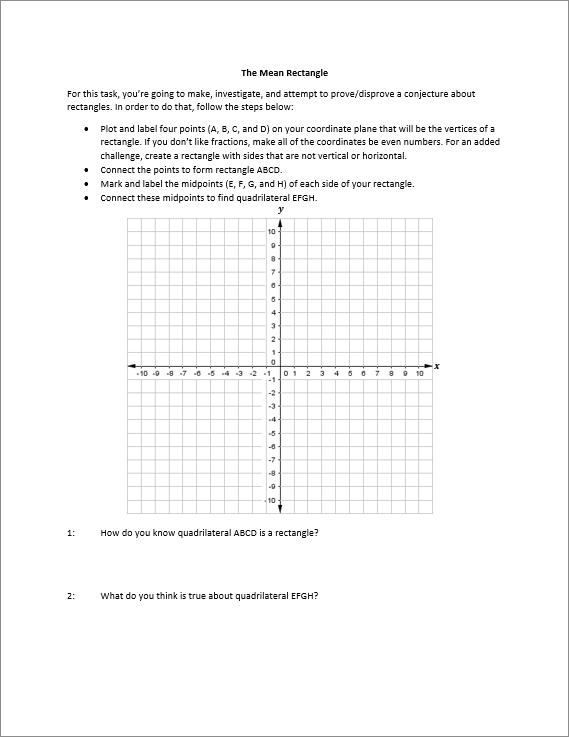 The Mean Rectangle
For this task, you're going to make, investigate, and attempt to prove/disprove a conjecture about
rectangles. In order to do that, follow the steps below:
• Plot and label four points (A, B, C, and D) on your coordinate plane that will be the vertices of a
rectangle. If you don't like fractions, make all of the coordinates be even numbers. For an added
challenge, create a rectangle with sides that are not vertical or horizontal.
• Connect the points to form rectangle ABCD.
• Mark and label the midpoints (E, F, G, and H) of each side of your rectangle.
• Connect these midpoints to find quadrilateral EFGH.
y
10
9
8
7
6
5
4
3
2
1
0
x
-10 -9 -8 -7 -6 -5 -4 -3 -2 -1 0 1 2 3 4 5 6 7 8 9 10
-1
-2
-3
-4
-5
-6
-7
-8
-9
-10
1: How do you know quadrilateral ABCD is a rectangle?
2: What do you think is true about quadrilateral EFGH?